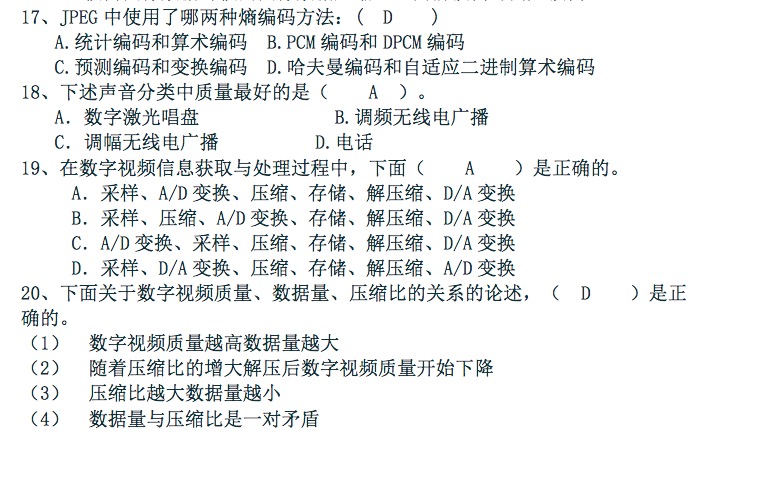 17、JPEG 中使用了哪两种熵编码方法：( D )
A.统计编码和算术编码 B.PCM 编码和 DPCM 编码
C.预测编码和变换编码 D.哈夫曼编码和自适应二进制算术编码
18、下述声音分类中质量最好的是（ A ）。
A．数字激光唱盘 B.调频无线电广播
C．调幅无线电广播 D.电话
19、在数字视频信息获取与处理过程中，下面（ A ）是正确的。
A．采样、A/D 变换、压缩、存储、解压缩、D/A 变换
B．采样、压缩、A/D 变换、存储、解压缩、D/A 变换
C．A/D 变换、采样、压缩、存储、解压缩、D/A 变换
D．采样、D/A 变换、压缩、存储、解压缩、A/D 变换
20、下面关于数字视频质量、数据量、压缩比的关系的论述，（ D ）是正
确的。
（1） 数字视频质量越高数据量越大
（2） 随着压缩比的增大解压后数字视频质量开始下降
（3） 压缩比越大数据量越小
（4） 数据量与压缩比是一对矛盾